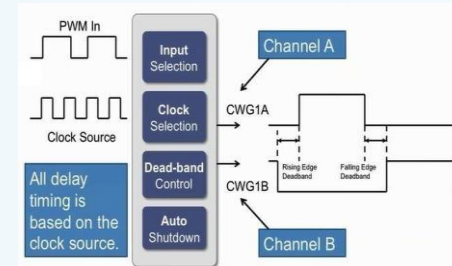 PWM In
Clock Source
All delay
timing is
based on the
clock source.
Input
Selection
Clock
Selection
Dead-band
Control
Auto
Shutdown
Channel A
CWG1A
Rising Edge
Deadband
Falling Edge
Deadband
CWG1B
Channel B